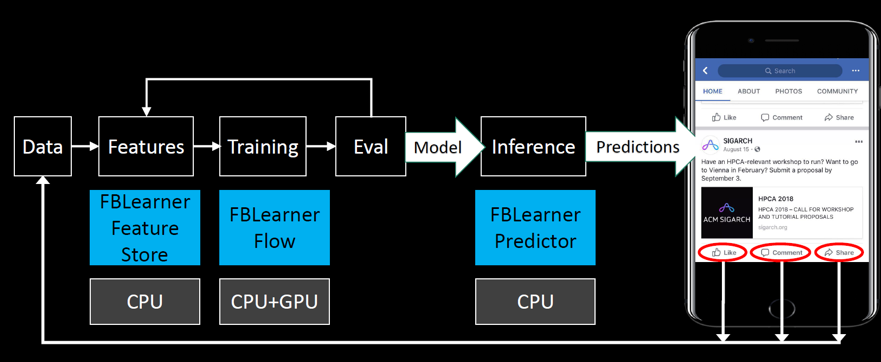 Data
Features
Training
Eval
Model
Inference
Predictions
FBLearner
Feature
Store
FBLearner
Flow
FBLearner
Predictor
CPU
CPU+GPU
CPU
Search
HOME ABOUT PHOTOS COMMUNITY
Like Comment Share
SIGARCH
August 15
Have an HPCA-relevant workshop to run? Want to go
to Vienna in February? Submit a proposal by
September 3.
ACM SIGARCH
HPCA 2018
HPCA 2018 – CALL FOR WORKSHOP
AND TUTORIAL PROPOSALS
sigarch.org
Like Comment Share